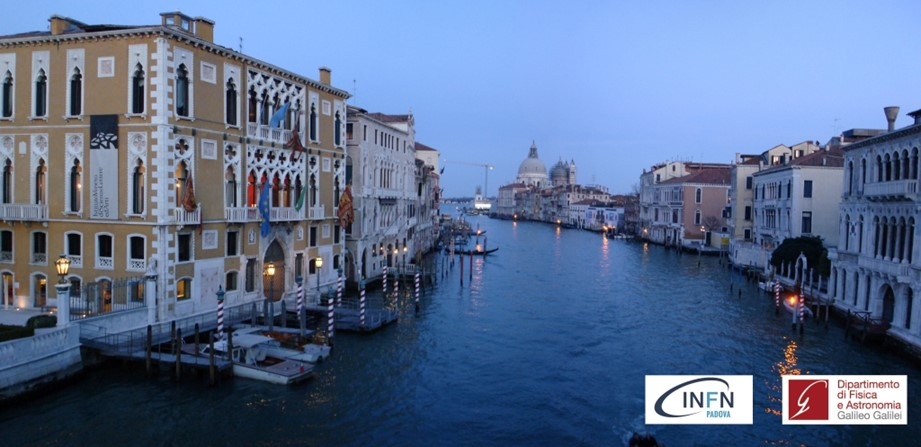 INFN
PADOVA
Dipartimento
di Fisica
e Astronomia
Galileo Galilei